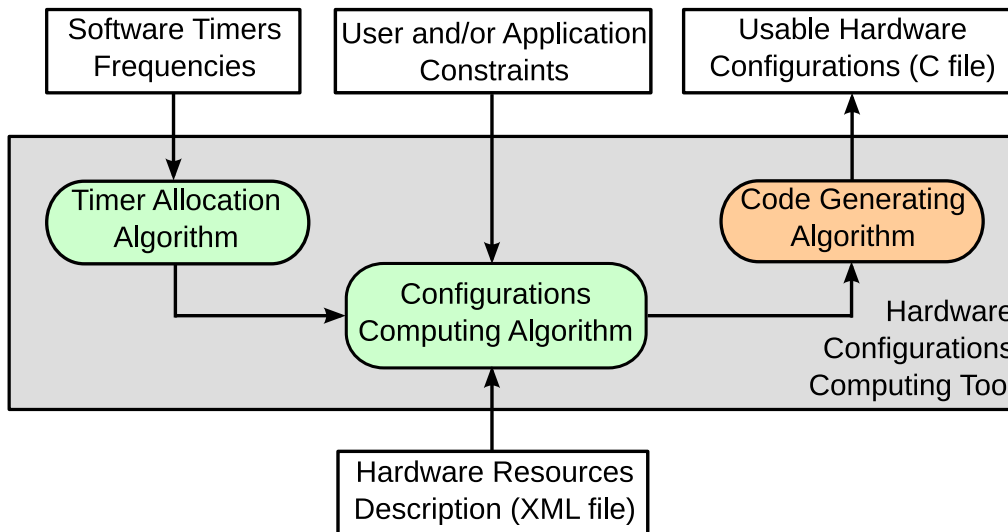 Software Timers
Frequencies
User and/or Application
Constraints
Usable Hardware
Configurations (C file)
Timer Allocation
Algorithm
Code Generating
Algorithm
Configurations
Computing Algorithm
Hardware
Configurations
Computing Too
Hardware Resources
Description (XML file)